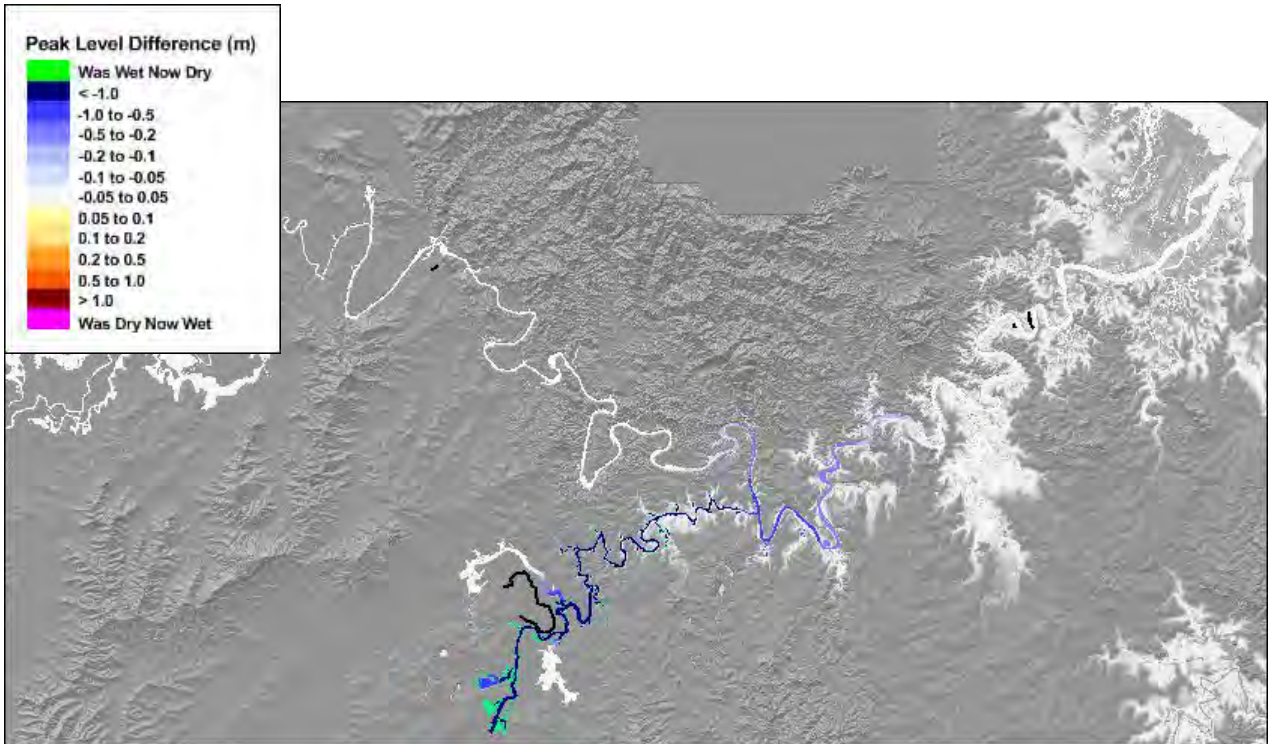 Peak Level Difference (m)
Was Wet Now Dry
< -1.0
-1.0 to -0.5
-0.5 to -0.2
-0.2 to -0.1
-0.1 to -0.05
-0.05 to 0.05
0.05 to 0.1
0.1 to 0.2
0.2 to 0.5
0.5 to 1.0
> 1.0
Was Dry Now Wet